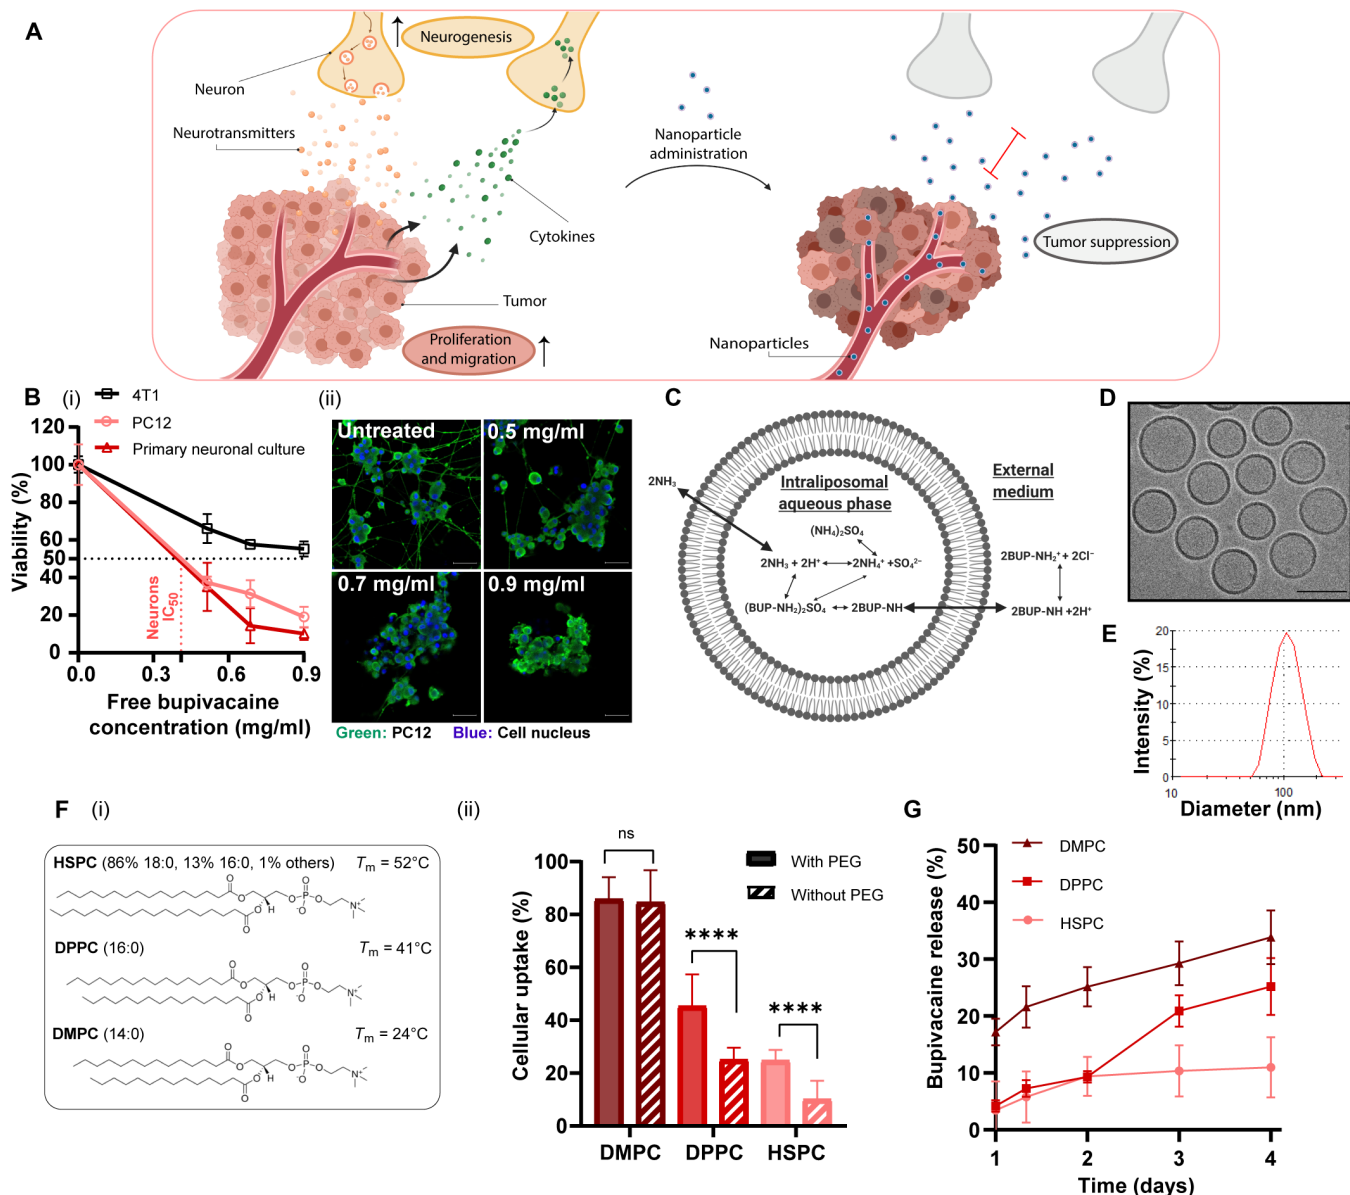 A
Neurogenesis
Neuron
Neurotransmitters
Cytokines
Tumor
Proliferation
and migration
Nanoparticle
administration
Tumor suppression
Nanoparticles
B (i)
4T1
PC12
Primary neuronal culture
Viability (%)
120
100
80
60
50
40
20
0
Neurons
IC50
0.0 0.3 0.6 0.9
Free bupivacaine
concentration (mg/ml)
(ii)
Untreated
0.5 mg/ml
0.7 mg/ml
0.9 mg/ml
Green: PC12 Blue: Cell nucleus
C
Intraliposomal
aqueous phase
External
medium
2NH₃
(NH₄)₂SO₄
2NH₃ + 2H⁺ 2NH₄⁺ +SO₄²⁻
(BUP-NH₂)₂SO₄ 2BUP-NH
2BUP-NH₂⁺ + 2Cl⁻
2BUP-NH +2H⁺
D
E
Intensity (%)
20
15
10
5
0
10 100
Diameter (nm)
F (i)
HSPC (86% 18:0, 13% 16:0, 1% others) Tm = 52°C
DPPC (16:0) Tm = 41°C
DMPC (14:0) Tm = 24°C
(ii)
Cellular uptake (%)
100
80
60
40
20
0
ns
****
****
With PEG
Without PEG
DMPC DPPC HSPC
G
Bupivacaine release (%)
50
40
30
20
10
0
DMPC
DPPC
HSPC
1 2 3 4
Time (days)